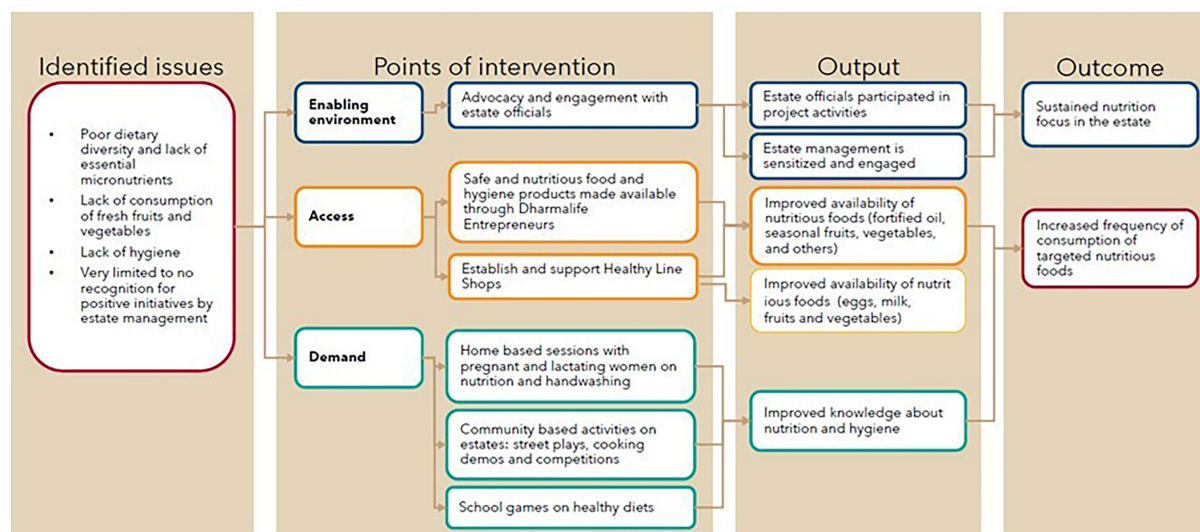 Identified issues
• Poor dietary
diversity and lack of
essential
micronutrients
• Lack of consumption
of fresh fruits and
vegetables
• Lack of hygiene
• Very limited to no
recognition for
positive initiatives by
estate management
Points of intervention
Enabling
environment
Advocacy and engagement with
estate officials
Access
Safe and nutritious food and
hygiene products made available
through Dharmalife
Entrepreneurs
Establish and support Healthy Line
Shops
Demand
Home based sessions with
pregnant and lactating women on
nutrition and handwashing
Community based activities on
estates: street plays, cooking
demos and competitions
School games on healthy diets
Output
Estate officials participated in
project activities
Estate management is
sensitized and engaged
Improved availability of
nutritious foods (fortified oil,
seasonal fruits, vegetables,
and others)
Improved availability of nutrit
ious foods (eggs, milk,
fruits and vegetables)
Improved knowledge about
nutrition and hygiene
Outcome
Sustained nutrition
focus in the estate
Increased frequency of
consumption of
targeted nutritious
foods